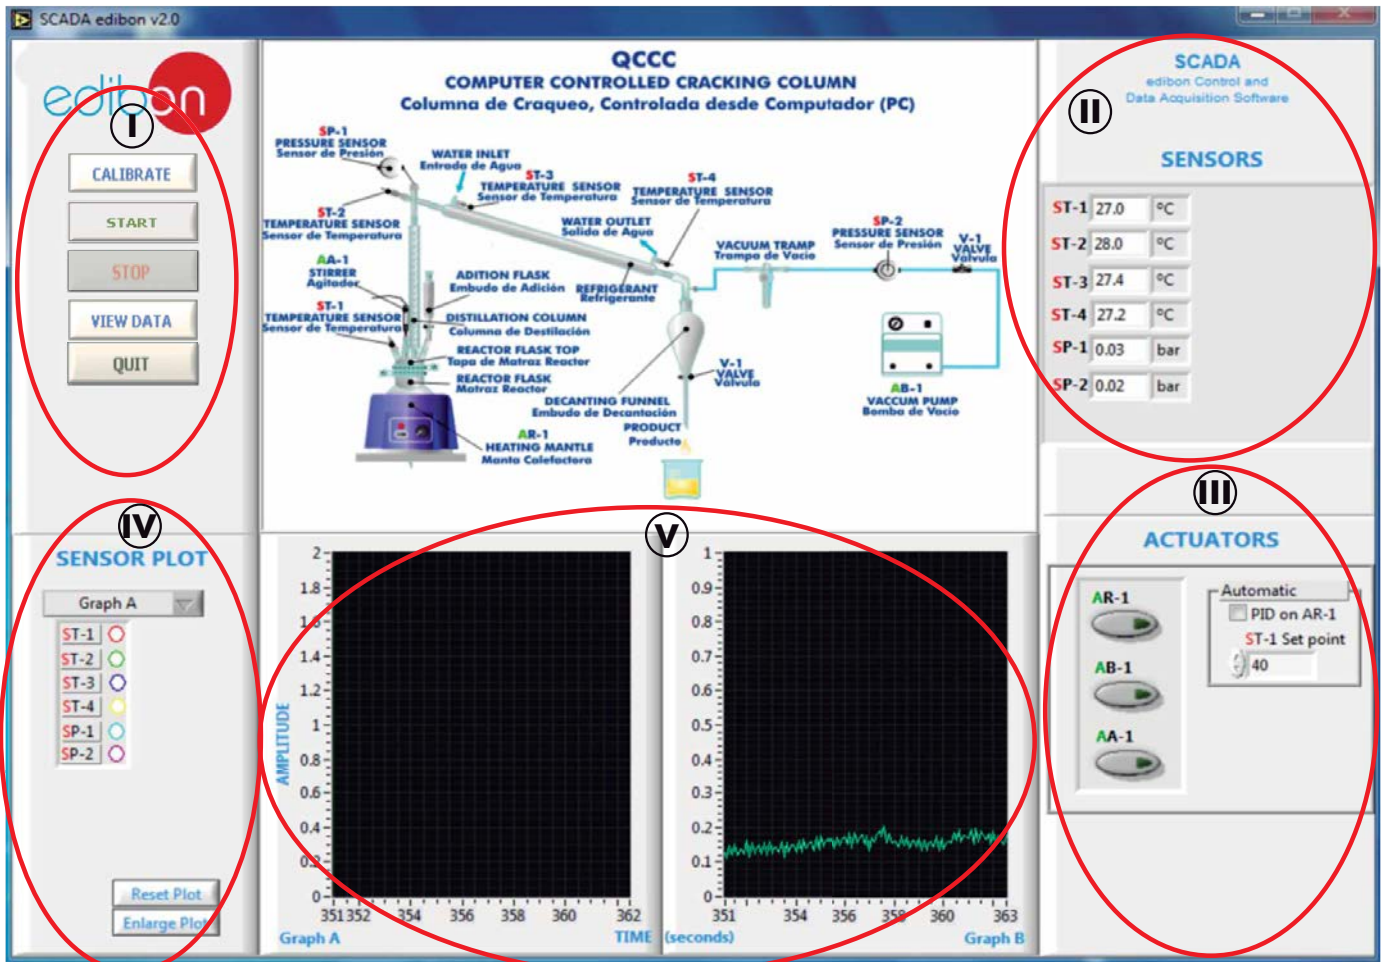 SCADA edibon v2.0
edibon
I
CALIBRATE
START
STOP
VIEW DATA
QUIT
QCCC
COMPUTER CONTROLLED CRACKING COLUMN
Columna de Craqueo, Controlada desde Computador (PC)
SP-1
PRESSURE SENSOR
Sensor de Presión
WATER INLET
Entrada de Agua
ST-3
TEMPERATURE SENSOR
Sensor de Temperatura
ST-4
TEMPERATURE SENSOR
Sensor de Temperatura
ST-2
TEMPERATURE SENSOR
Sensor de Temperatura
WATER OUTLET
Salida de Agua
SP-2
PRESSURE SENSOR
Sensor de Presión
VACUUM TRAMP
Trampa de Vacío
V-1
VALVE
Válvula
AA-1
STIRRER
Agitador
ADITION FLASK
Embudo de Adición
REFRIGERANT
Refrigerante
ST-1
TEMPERATURE SENSOR
Sensor de Temperatura
DISTILLATION COLUMN
Columna de Destilación
REACTOR FLASK TOP
Tapa de Matraz Reactor
REACTOR FLASK
Matraz Reactor
V-1
VALVE
Válvula
DECANTING FUNNEL
Embudo de Decantación
AB-1
VACCUM PUMP
Bomba de Vacío
PRODUCT
Producto
AR-1
HEATING MANTLE
Manta Calefactora
II
SCADA
edibon Control and
Data Acquisition Software
SENSORS
ST-1 27.0 ºC
ST-2 28.0 ºC
ST-3 27.4 ºC
ST-4 27.2 ºC
SP-1 0.03 bar
SP-2 0.02 bar
III
ACTUATORS
AR-1
AB-1
AA-1
Automatic
PID on AR-1
ST-1 Set point
40
IV
SENSOR PLOT
Graph A
ST-1
ST-2
ST-3
ST-4
SP-1
SP-2
Reset Plot
Enlarge Plot
V
AMPLITUDE
2
1.8
1.6
1.4
1.2
1
0.8
0.6
0.4
0.2
0
351 352 354 356 358 360 362
Graph A
TIME (seconds)
1
0.9
0.8
0.7
0.6
0.5
0.4
0.3
0.2
0.1
0
351 354 356 358 360 363
Graph B